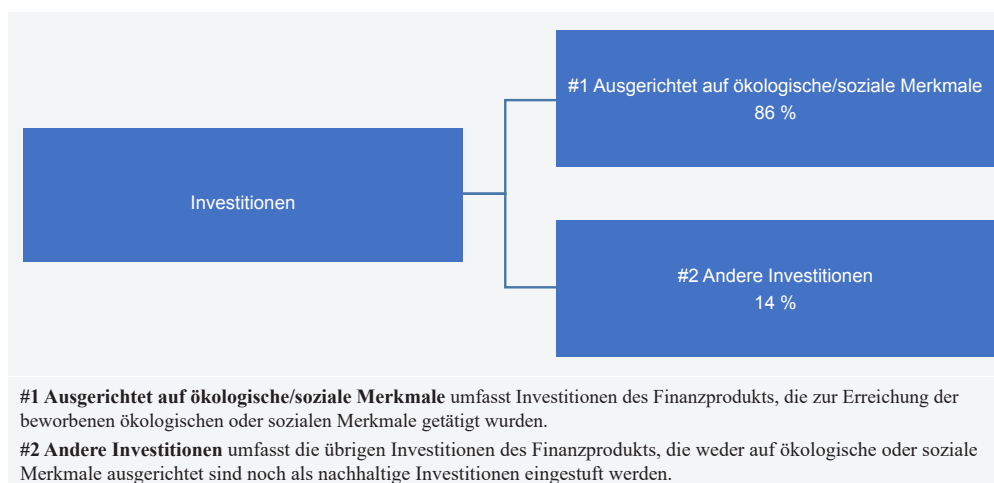 #1 Ausgerichtet auf ökologische/soziale Merkmale
86 %
Investitionen
#2 Andere Investitionen
14 %
#1 Ausgerichtet auf ökologische/soziale Merkmale umfasst Investitionen des Finanzprodukts, die zur Erreichung der
beworbenen ökologischen oder sozialen Merkmale getätigt wurden.
#2 Andere Investitionen umfasst die übrigen Investitionen des Finanzprodukts, die weder auf ökologische oder soziale
Merkmale ausgerichtet sind noch als nachhaltige Investitionen eingestuft werden.